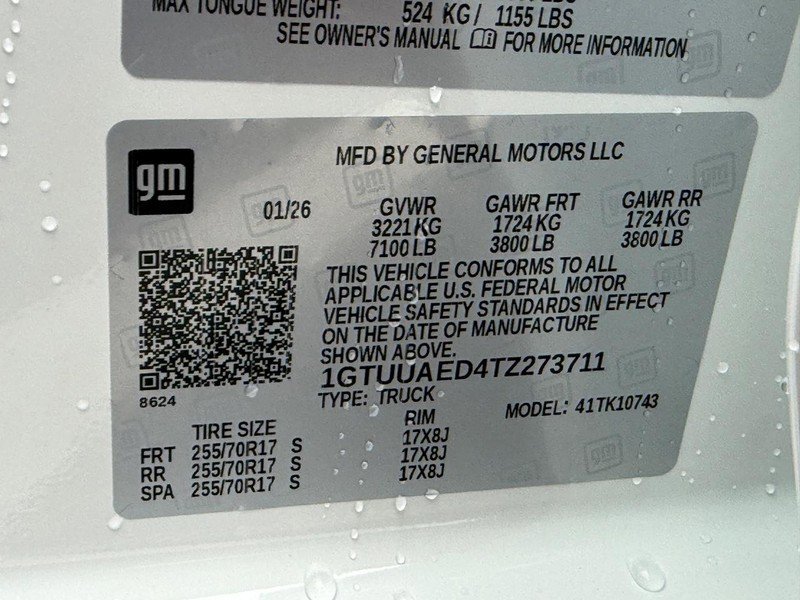 MAX TONGUE WEIGHT: 524 KG / 1155 LBS
SEE OWNER'S MANUAL FOR MORE INFORMATION
gm
MFD BY GENERAL MOTORS LLC
01/26 GVWR GAWR FRT GAWR RR
3221 KG 1724 KG 1724 KG
7100 LB 3800 LB 3800 LB
THIS VEHICLE CONFORMS TO ALL
APPLICABLE U.S. FEDERAL MOTOR
VEHICLE SAFETY STANDARDS IN EFFECT
ON THE DATE OF MANUFACTURE
SHOWN ABOVE.
1GTUUAED4TZ273711
8624
TYPE: TRUCK MODEL: 41TK10743
TIRE SIZE RIM
FRT 255/70R17 S 17X8J
RR 255/70R17 S 17X8J
SPA 255/70R17 S 17X8J